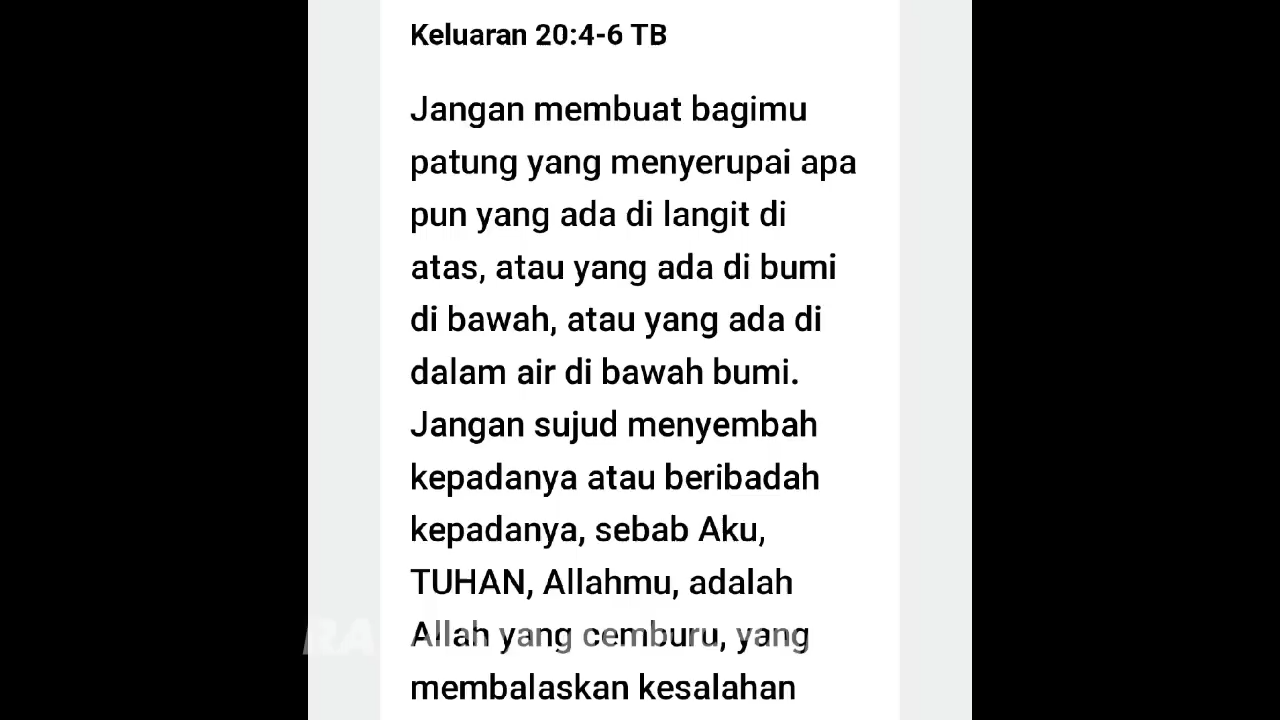 Keluaran 20:4-6 TB
Jangan membuat bagimu
patung yang menyerupai apa
pun yang ada di langit di
atas, atau yang ada di bumi
di bawah, atau yang ada di
dalam air di bawah bumi.
Jangan sujud menyembah
kepadanya atau beribadah
kepadanya, sebab Aku,
TUHAN, Allahmu, adalah
Allah yang cemburu, yang
membalaskan kesalahan